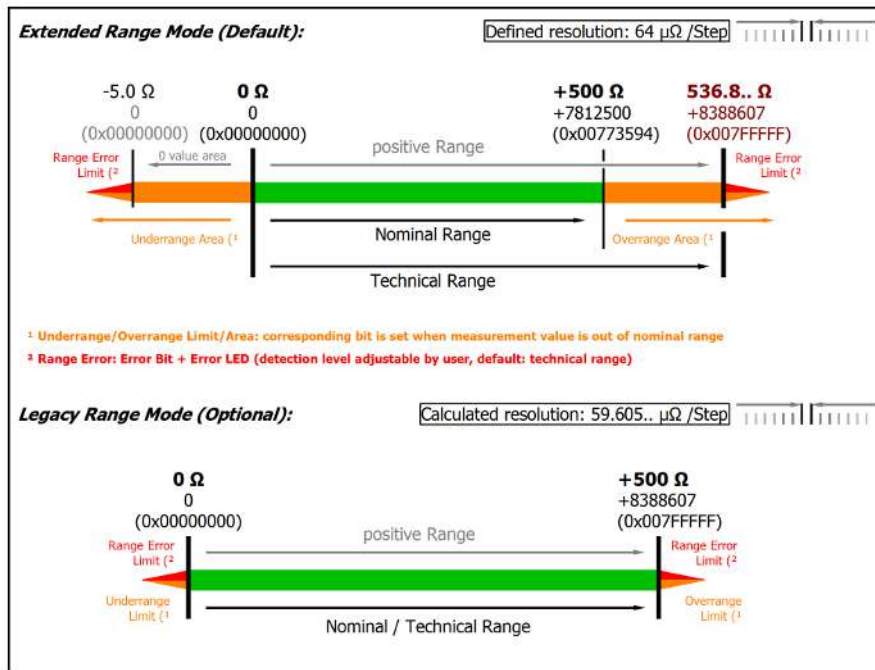 Extended Range Mode (Default):
Defined resolution: 64 µΩ /Step
-5.0 Ω
0
(0x00000000)
0 Ω
0
(0x00000000)
+500 Ω
+7812500
(0x00773594)
536.8.. Ω
+8388607
(0x007FFFFF)
Range Error
Limit (²
0 value area
positive Range
Range Error
Limit (²
Underrange Area (¹
Nominal Range
Overrange Area (¹
Technical Range
¹ Underrange/Overrange Limit/Area: corresponding bit is set when measurement value is out of nominal range
² Range Error: Error Bit + Error LED (detection level adjustable by user, default: technical range)
Legacy Range Mode (Optional):
Calculated resolution: 59.605.. µΩ /Step
0 Ω
0
(0x00000000)
+500 Ω
+8388607
(0x007FFFFF)
Range Error
Limit (²
positive Range
Range Error
Limit (²
Underrange
Limit (¹
Nominal / Technical Range
Overrange
Limit (¹